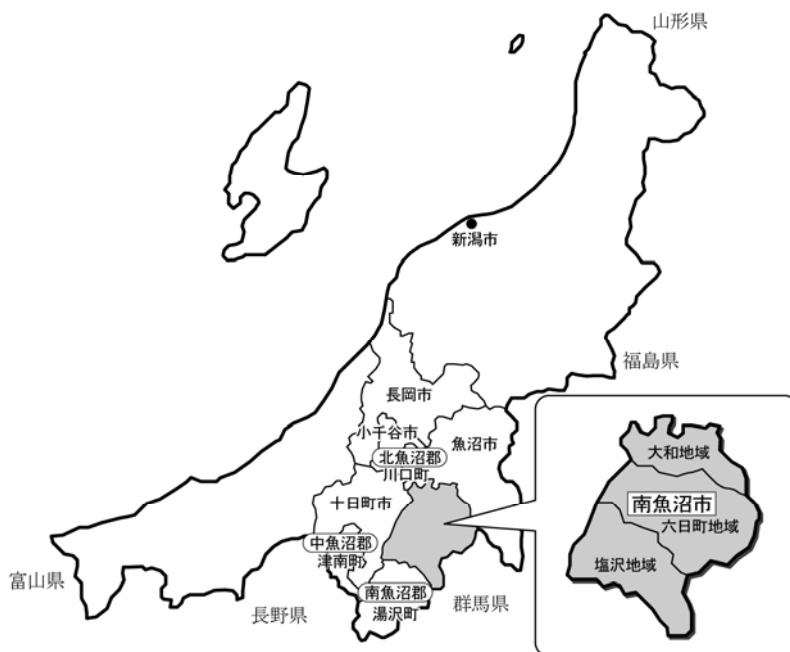 山形県
新潟市
福島県
長岡市
小千谷市
魚沼市
北魚沼郡
川口町
十日町市
中魚沼郡
津南町
南魚沼郡
湯沢町
富山県
長野県
群馬県
大和地域
南魚沼市
六日町地域
塩沢地域